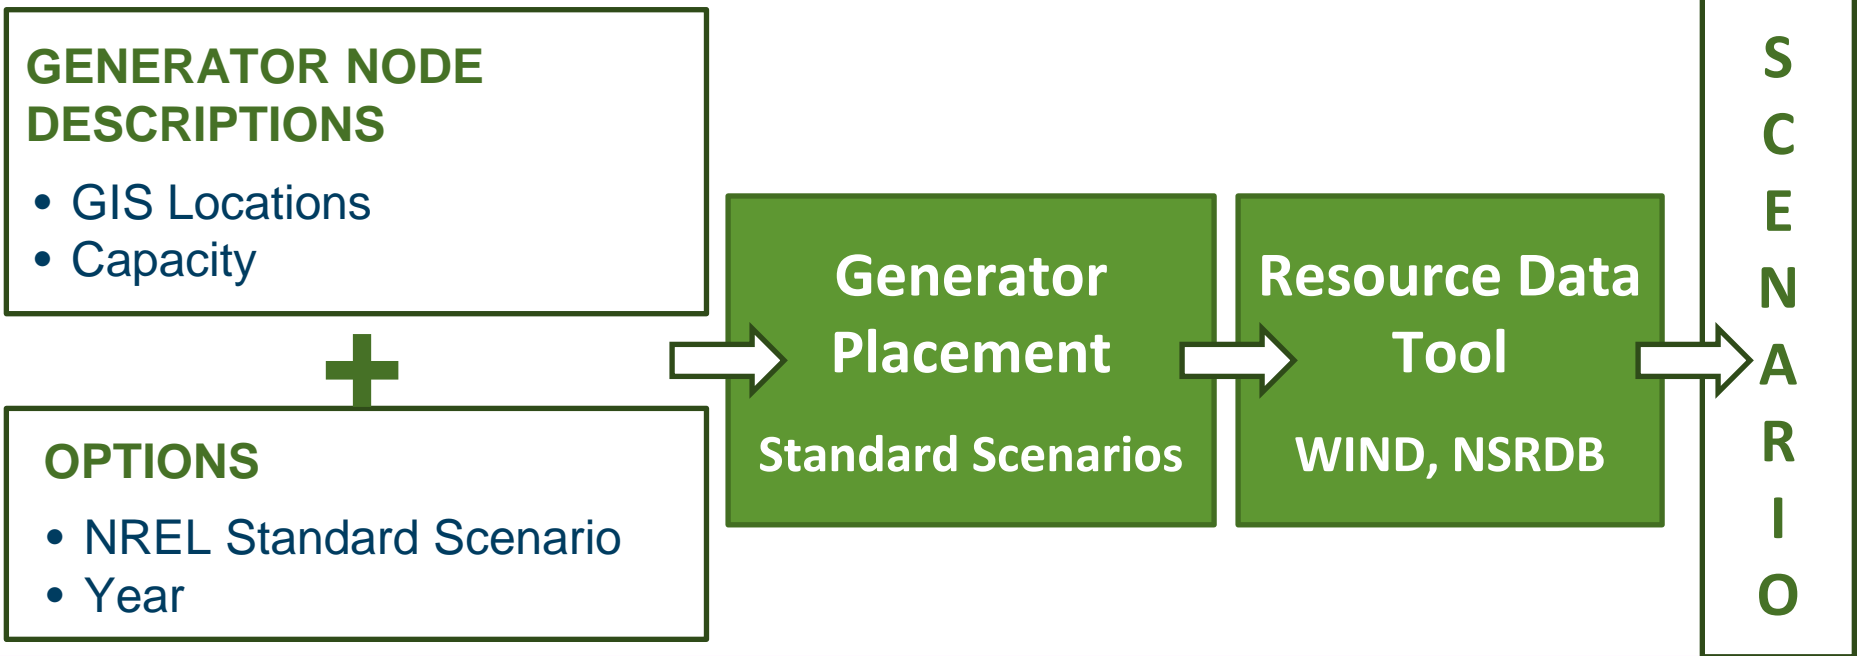 GENERATOR NODE
DESCRIPTIONS
• GIS Locations
• Capacity
OPTIONS
• NREL Standard Scenario
• Year
Generator
Placement
Standard Scenarios
Resource Data
Tool
WIND, NSRDB
S
C
E
N
A
R
I
O